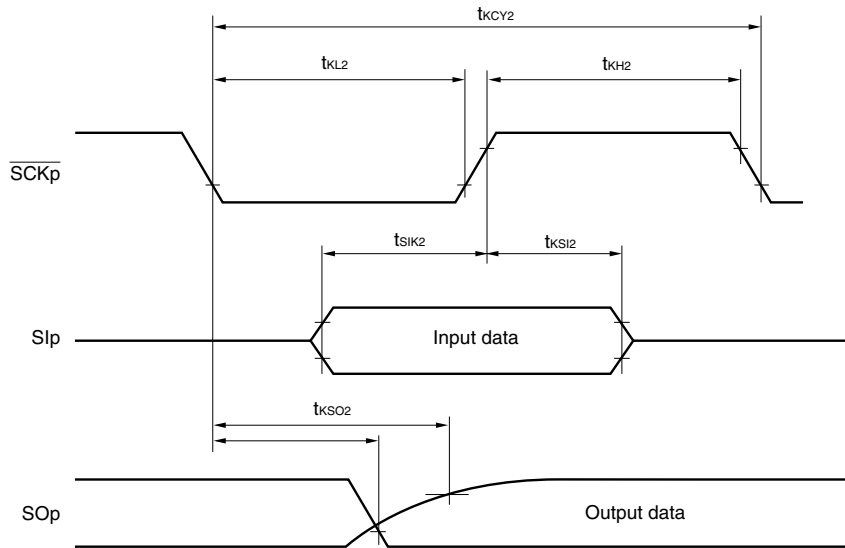 tKCY2
tKL2
tKH2
SCKp
tSIK2
tKSI2
SIp
Input data
tKSO2
SOp
Output data